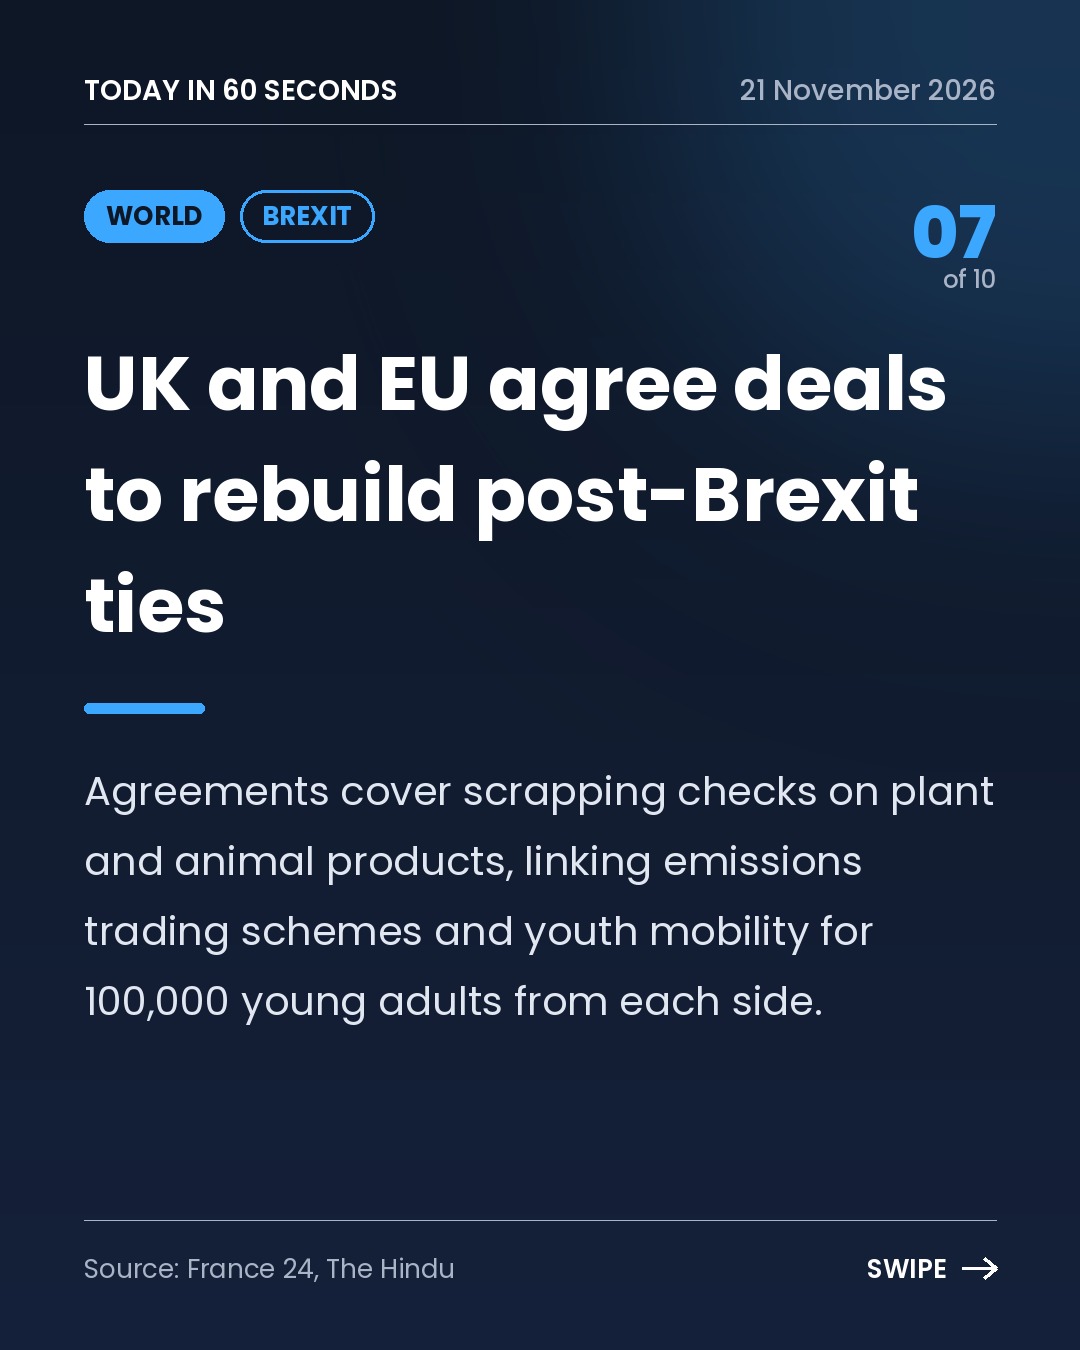 TODAY IN 60 SECONDS
21 November 2026
WORLD
BREXIT
07
of 10
UK and EU agree deals
to rebuild post-Brexit
ties
Agreements cover scrapping checks on plant
and animal products, linking emissions
trading schemes and youth mobility for
100,000 young adults from each side.
Source: France 24, The Hindu
SWIPE →